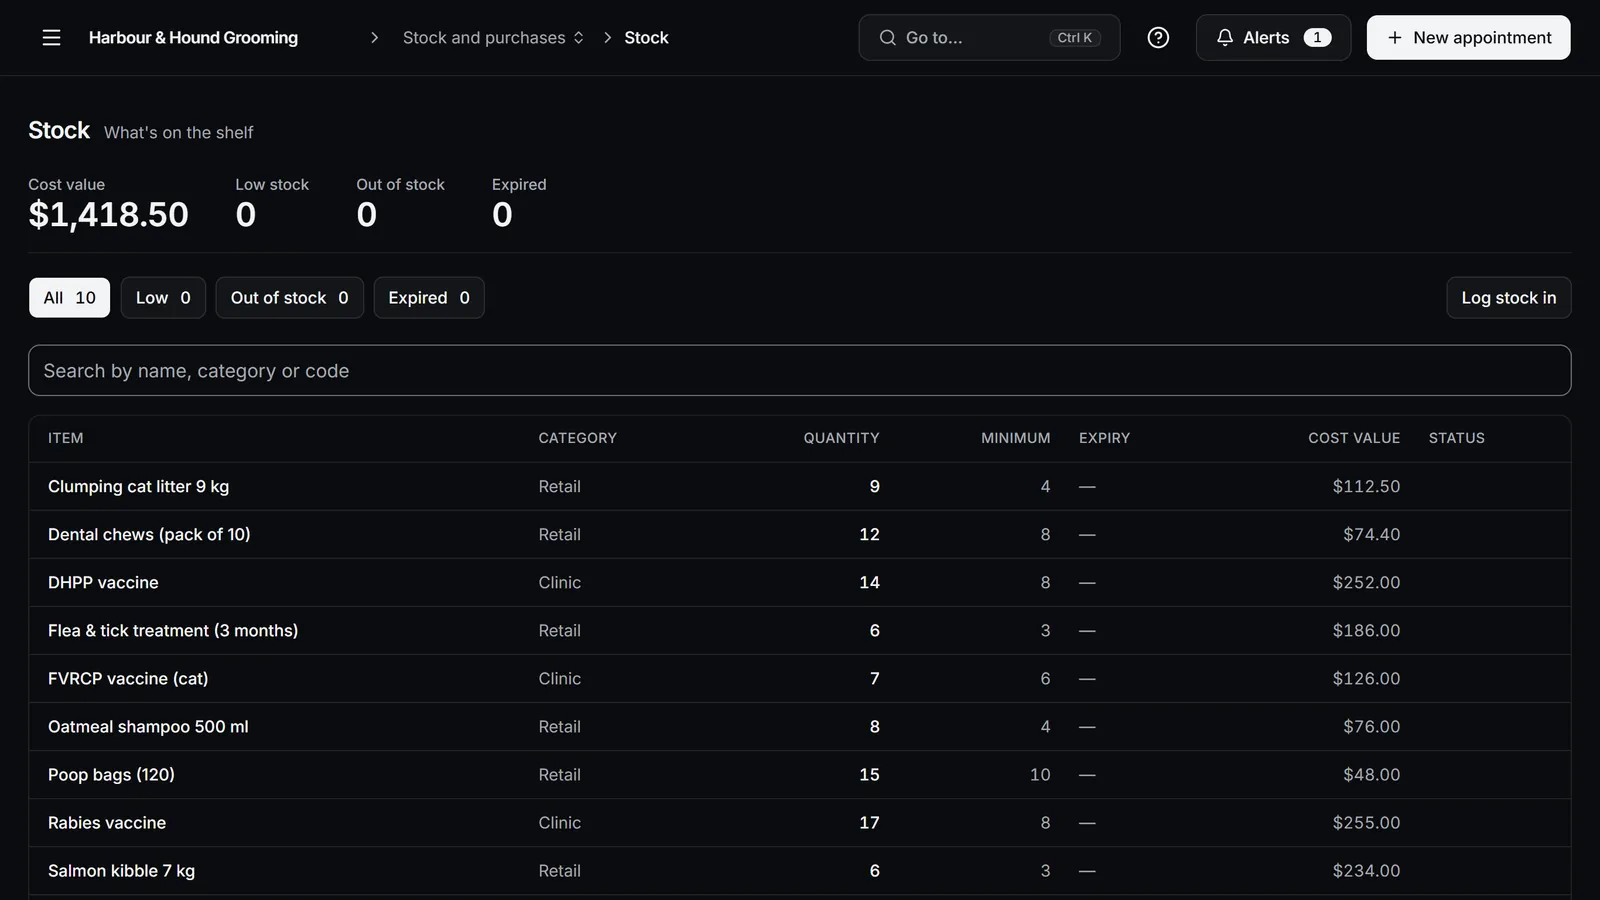 Harbour & Hound Grooming
Stock and purchases
Stock
Go to...
Ctrl K
Alerts 1
New appointment
Stock What's on the shelf
Cost value
$1,418.50
Low stock
0
Out of stock
0
Expired
0
All 10
Low 0
Out of stock 0
Expired 0
Log stock in
Search by name, category or code
ITEM CATEGORY QUANTITY MINIMUM EXPIRY COST VALUE STATUS
Clumping cat litter 9 kg Retail 9 4 — $112.50
Dental chews (pack of 10) Retail 12 8 — $74.40
DHPP vaccine Clinic 14 8 — $252.00
Flea & tick treatment (3 months) Retail 6 3 — $186.00
FVRCP vaccine (cat) Clinic 7 6 — $126.00
Oatmeal shampoo 500 ml Retail 8 4 — $76.00
Poop bags (120) Retail 15 10 — $48.00
Rabies vaccine Clinic 17 8 — $255.00
Salmon kibble 7 kg Retail 6 3 — $234.00